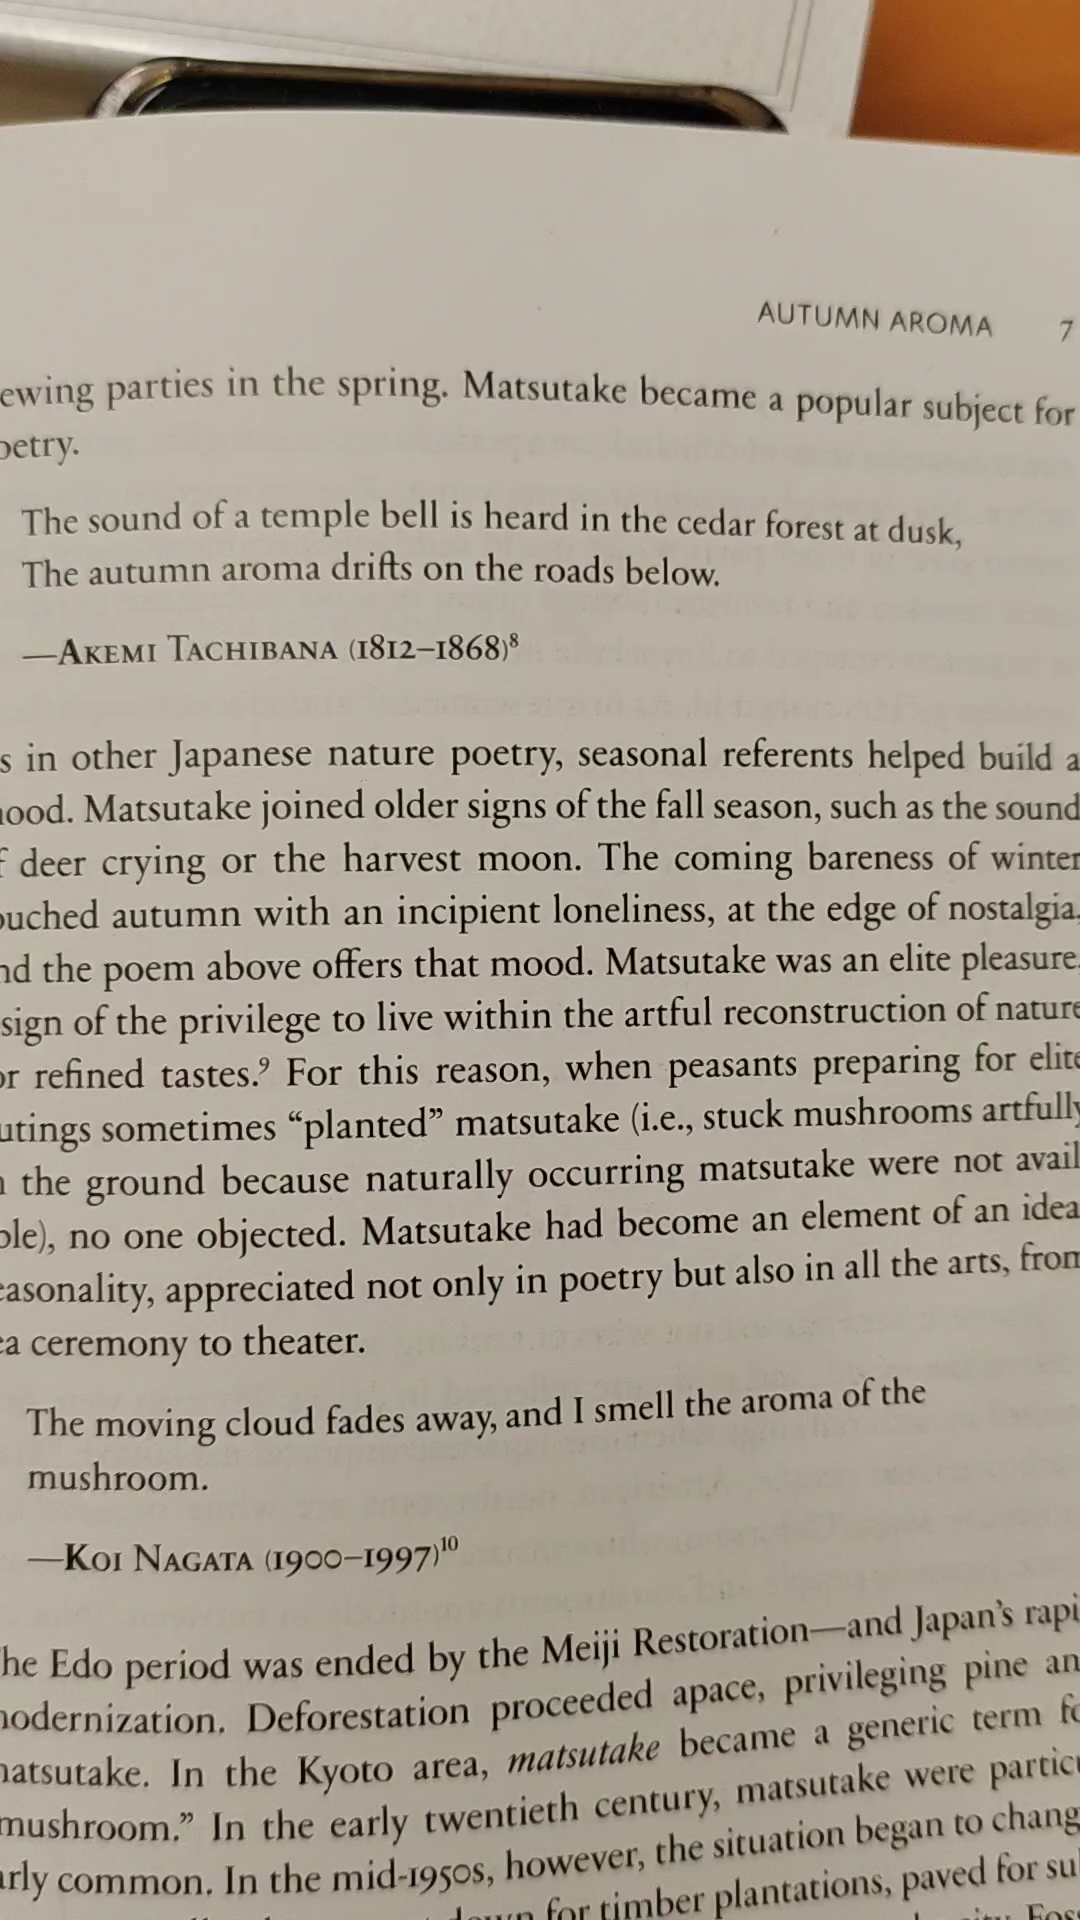 AUTUMN AROMA 7
ewing parties in the spring. Matsutake became a popular subject for
oetry.
The sound of a temple bell is heard in the cedar forest at dusk,
The autumn aroma drifts on the roads below.
—AKEMI TACHIBANA (1812–1868)⁸
s in other Japanese nature poetry, seasonal referents helped build a
ood. Matsutake joined older signs of the fall season, such as the sound
f deer crying or the harvest moon. The coming bareness of winter
ouched autumn with an incipient loneliness, at the edge of nostalgia,
nd the poem above offers that mood. Matsutake was an elite pleasure,
sign of the privilege to live within the artful reconstruction of nature
or refined tastes.⁹ For this reason, when peasants preparing for elite
utings sometimes “planted” matsutake (i.e., stuck mushrooms artfully
n the ground because naturally occurring matsutake were not avail
ble), no one objected. Matsutake had become an element of an idea
easonality, appreciated not only in poetry but also in all the arts, from
ea ceremony to theater.
The moving cloud fades away, and I smell the aroma of the
mushroom.
—KOI NAGATA (1900–1997)¹⁰
he Edo period was ended by the Meiji Restoration—and Japan’s rapi
odernization. Deforestation proceeded apace, privileging pine an
atsutake. In the Kyoto area, matsutake became a generic term fo
mushroom.” In the early twentieth century, matsutake were particu
arly common. In the mid-1950s, however, the situation began to chang
for timber plantations, paved for su